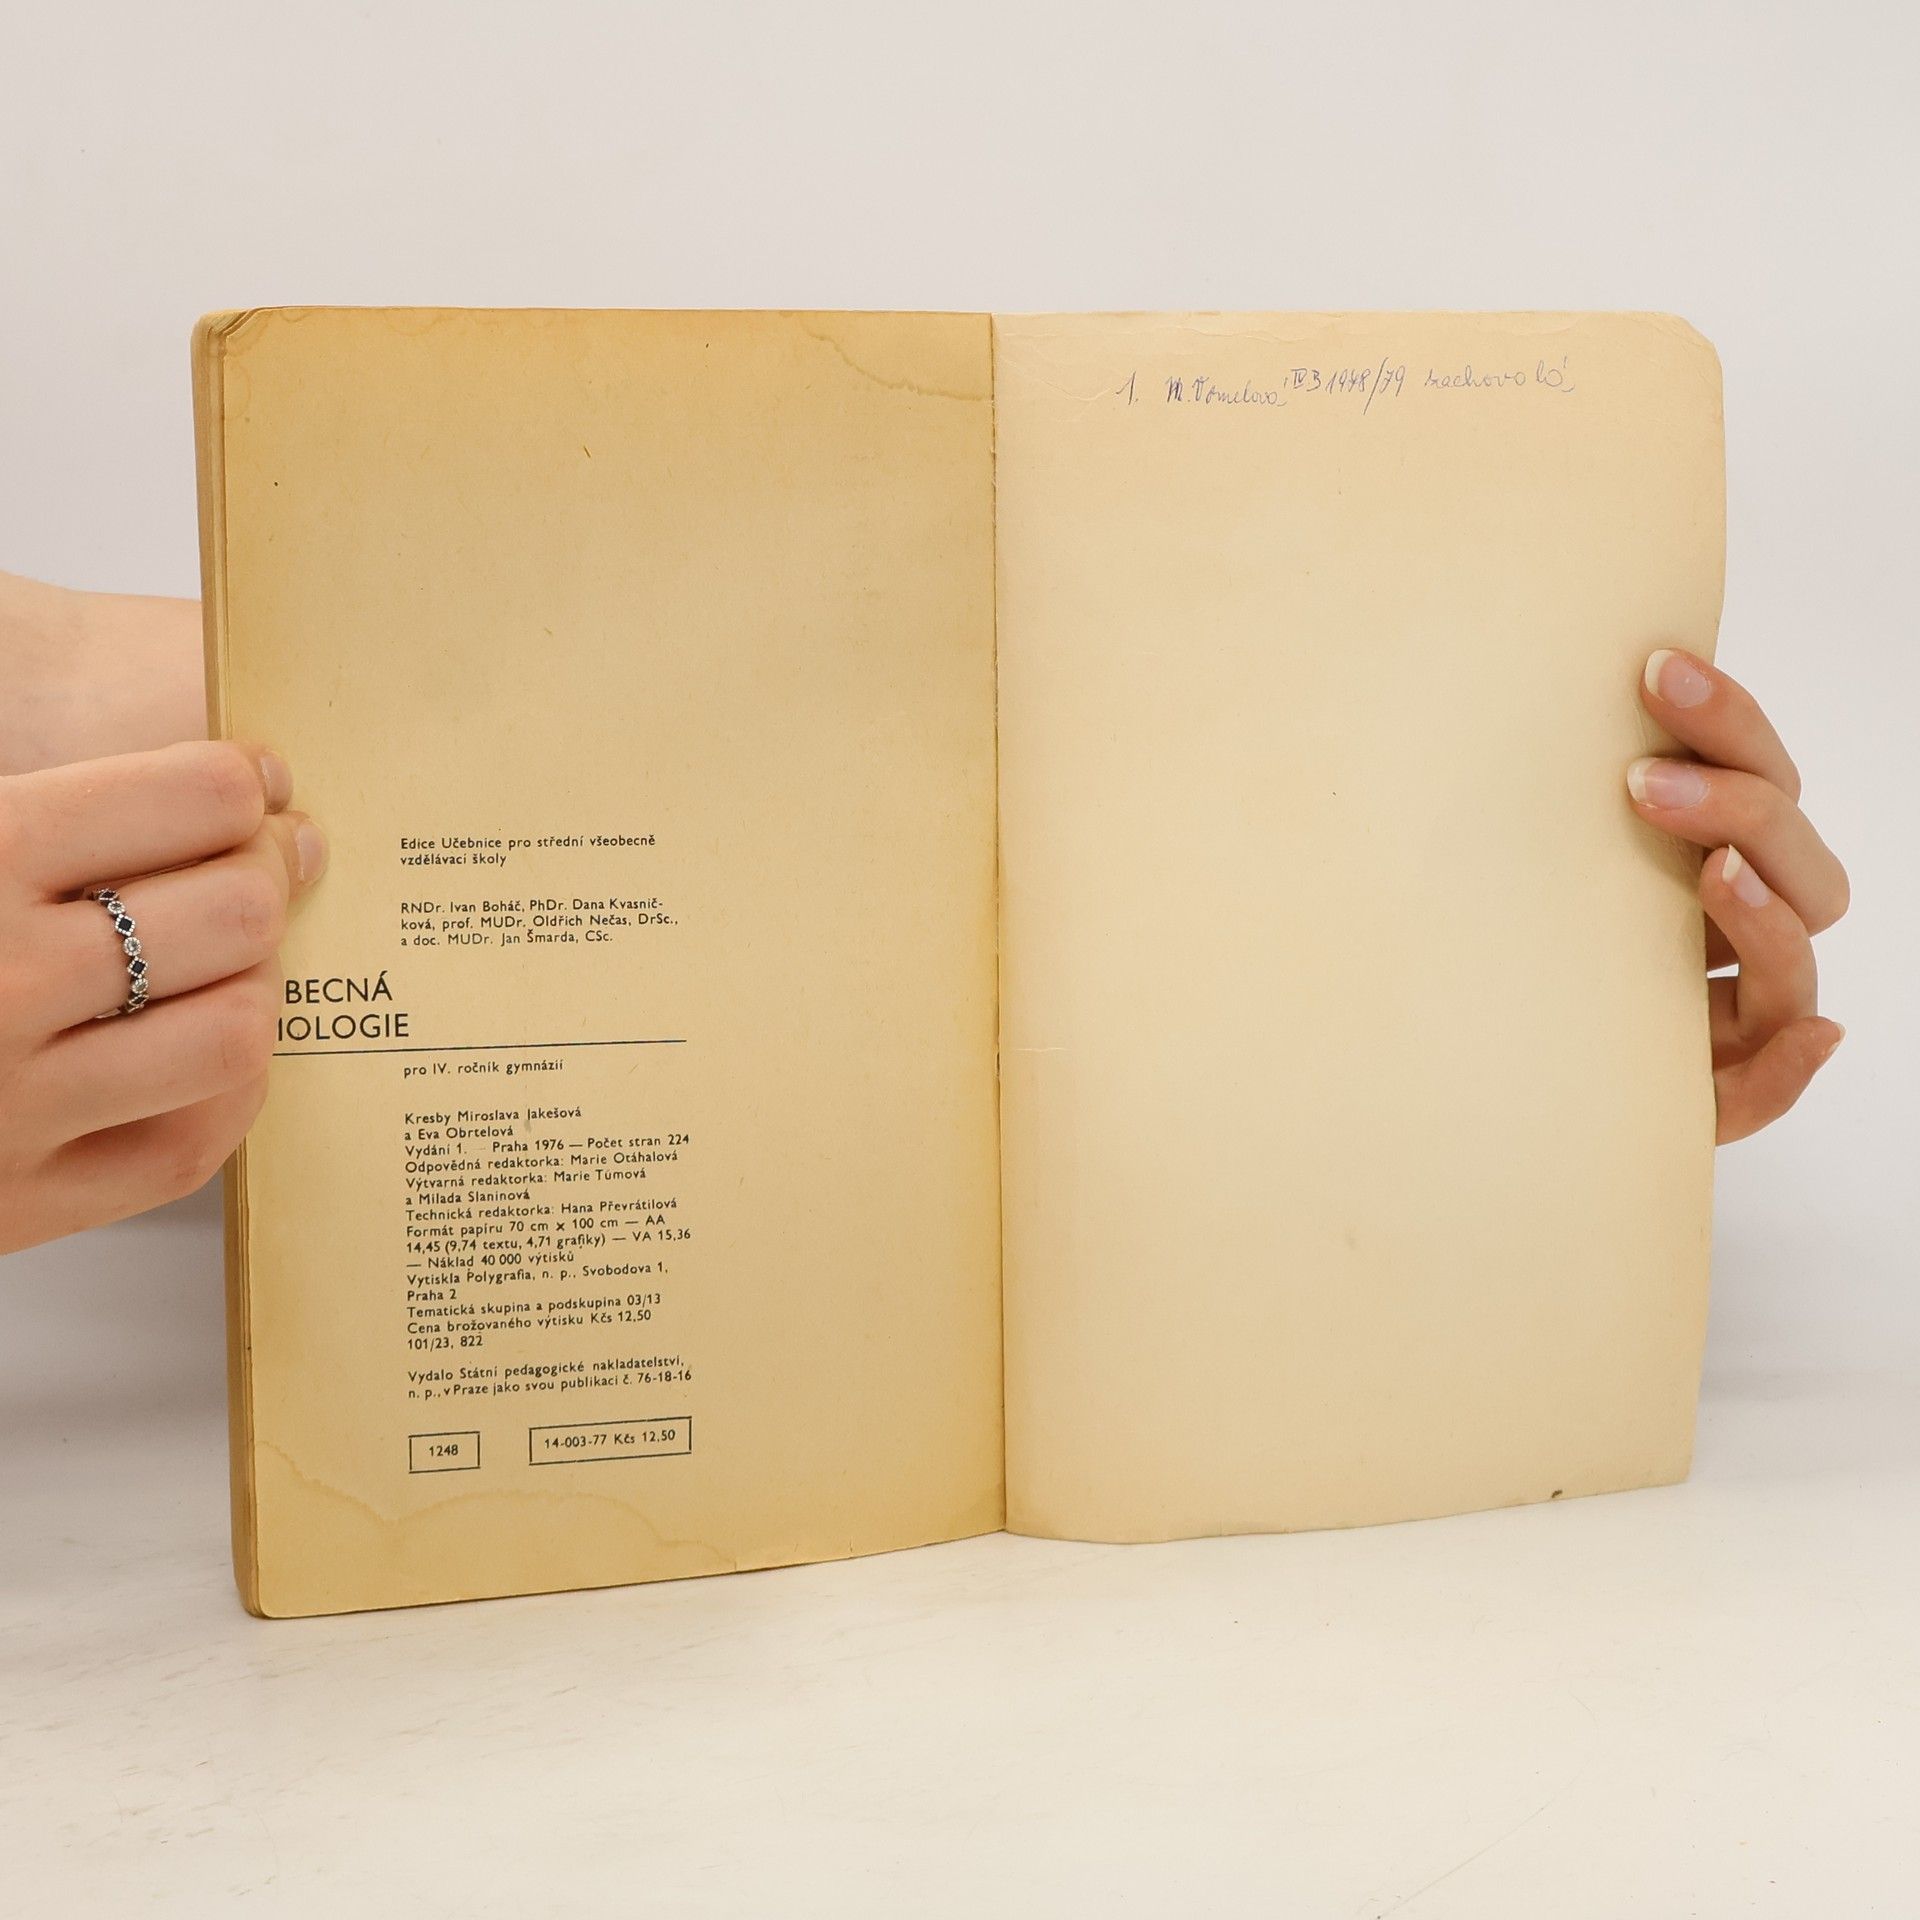 Edice Učebnice pro střední všeobecně
vzdělávací školy
RNDr. Ivan Boháč, PhDr. Dana Kvasnič-
ková, prof. MUDr. Oldřich Nečas, DrSc.,
a doc. MUDr. Jan Šmarda, CSc.
BECNÁ
IOLOGIE
pro IV. ročník gymnázií
Kresby Miroslava Jakešová
a Eva Obrtelová
Vydání 1. — Praha 1976 — Počet stran 224
Odpovědná redaktorka: Marie Otáhalová
Výtvarná redaktorka: Marie Tůmová
a Milada Slaninová
Technická redaktorka: Hana Převrátilová
Formát papíru 70 cm × 100 cm — AA
14,45 (9,74 textu, 4,71 grafiky) — VA 15,36
— Náklad 40 000 výtisků
Vytiskla Polygrafia, n. p., Svobodova 1,
Praha 2
Tematická skupina a podskupina 03/13
Cena brožovaného výtisku Kčs 12,50
101/23, 822
Vydalo Státní pedagogické nakladatelství,
n. p., v Praze jako svou publikaci č. 76-18-16
1248
14-003-77 Kčs 12,50
1. M. IV B 1978/79 zachovalá